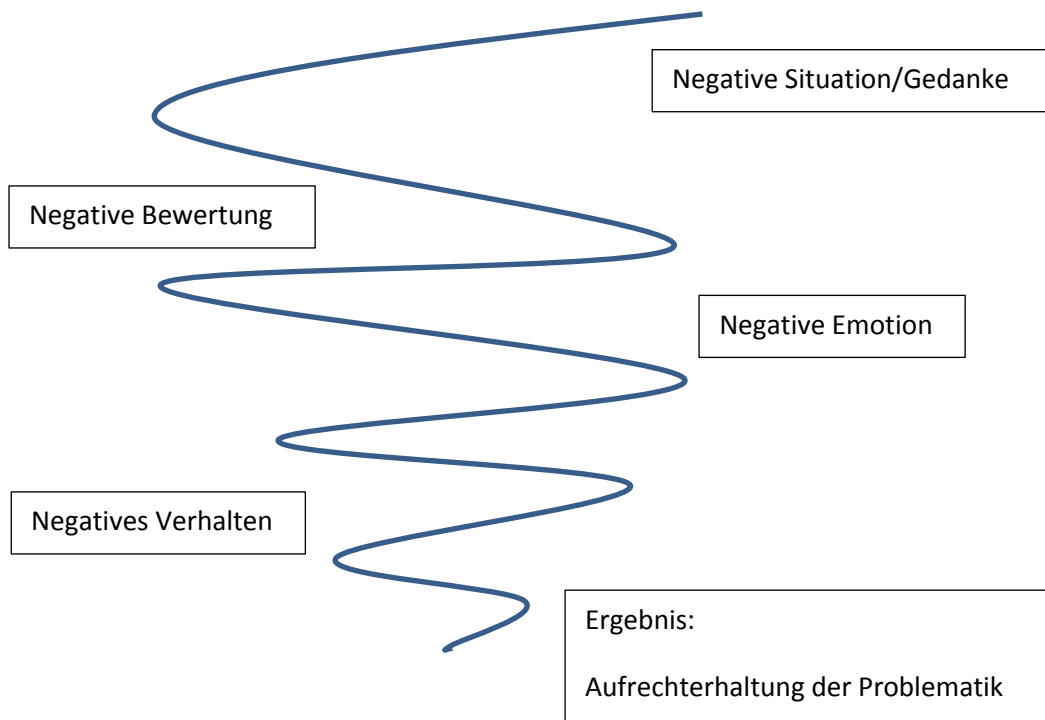 Negative Situation/Gedanke
Negative Bewertung
Negative Emotion
Negatives Verhalten
Ergebnis:
Aufrechterhaltung der Problematik